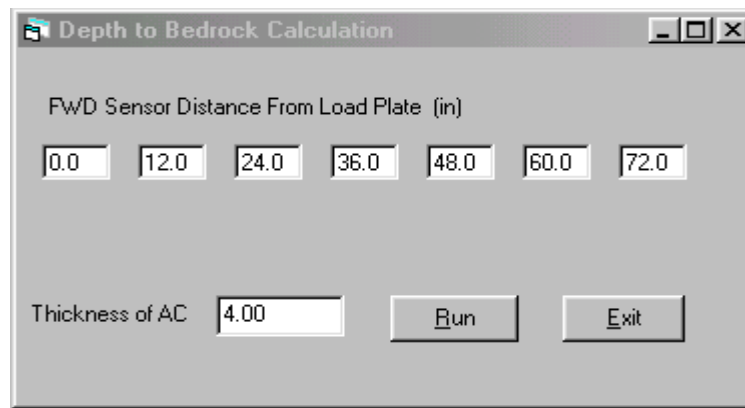 Depth to Bedrock Calculation
FWD Sensor Distance From Load Plate (in)
0.0 12.0 24.0 36.0 48.0 60.0 72.0
Thickness of AC 4.00 Run Exit